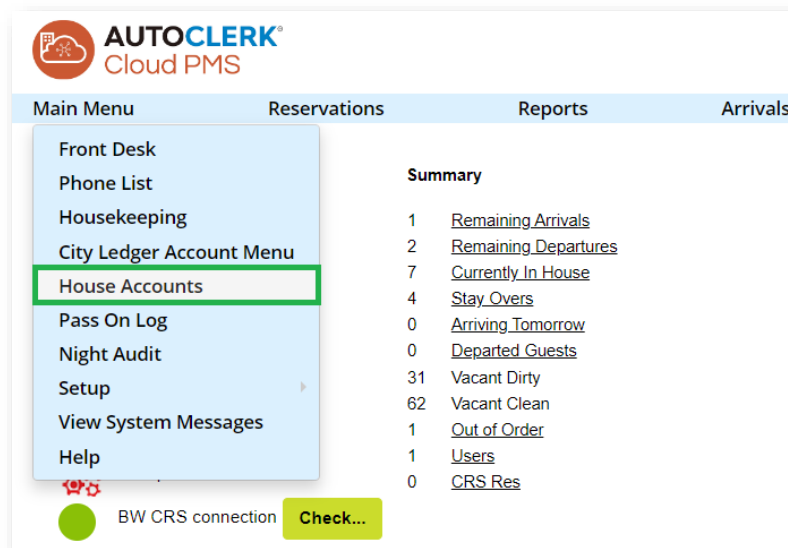 AUTOCLERK®
Cloud PMS
Main Menu Reservations Reports Arrivals
Front Desk
Phone List
Housekeeping
City Ledger Account Menu
House Accounts
Pass On Log
Night Audit
Setup
View System Messages
Help
Summary
1 Remaining Arrivals
2 Remaining Departures
7 Currently In House
4 Stay Overs
0 Arriving Tomorrow
0 Departed Guests
31 Vacant Dirty
62 Vacant Clean
1 Out of Order
1 Users
0 CRS Res
BW CRS connection Check...